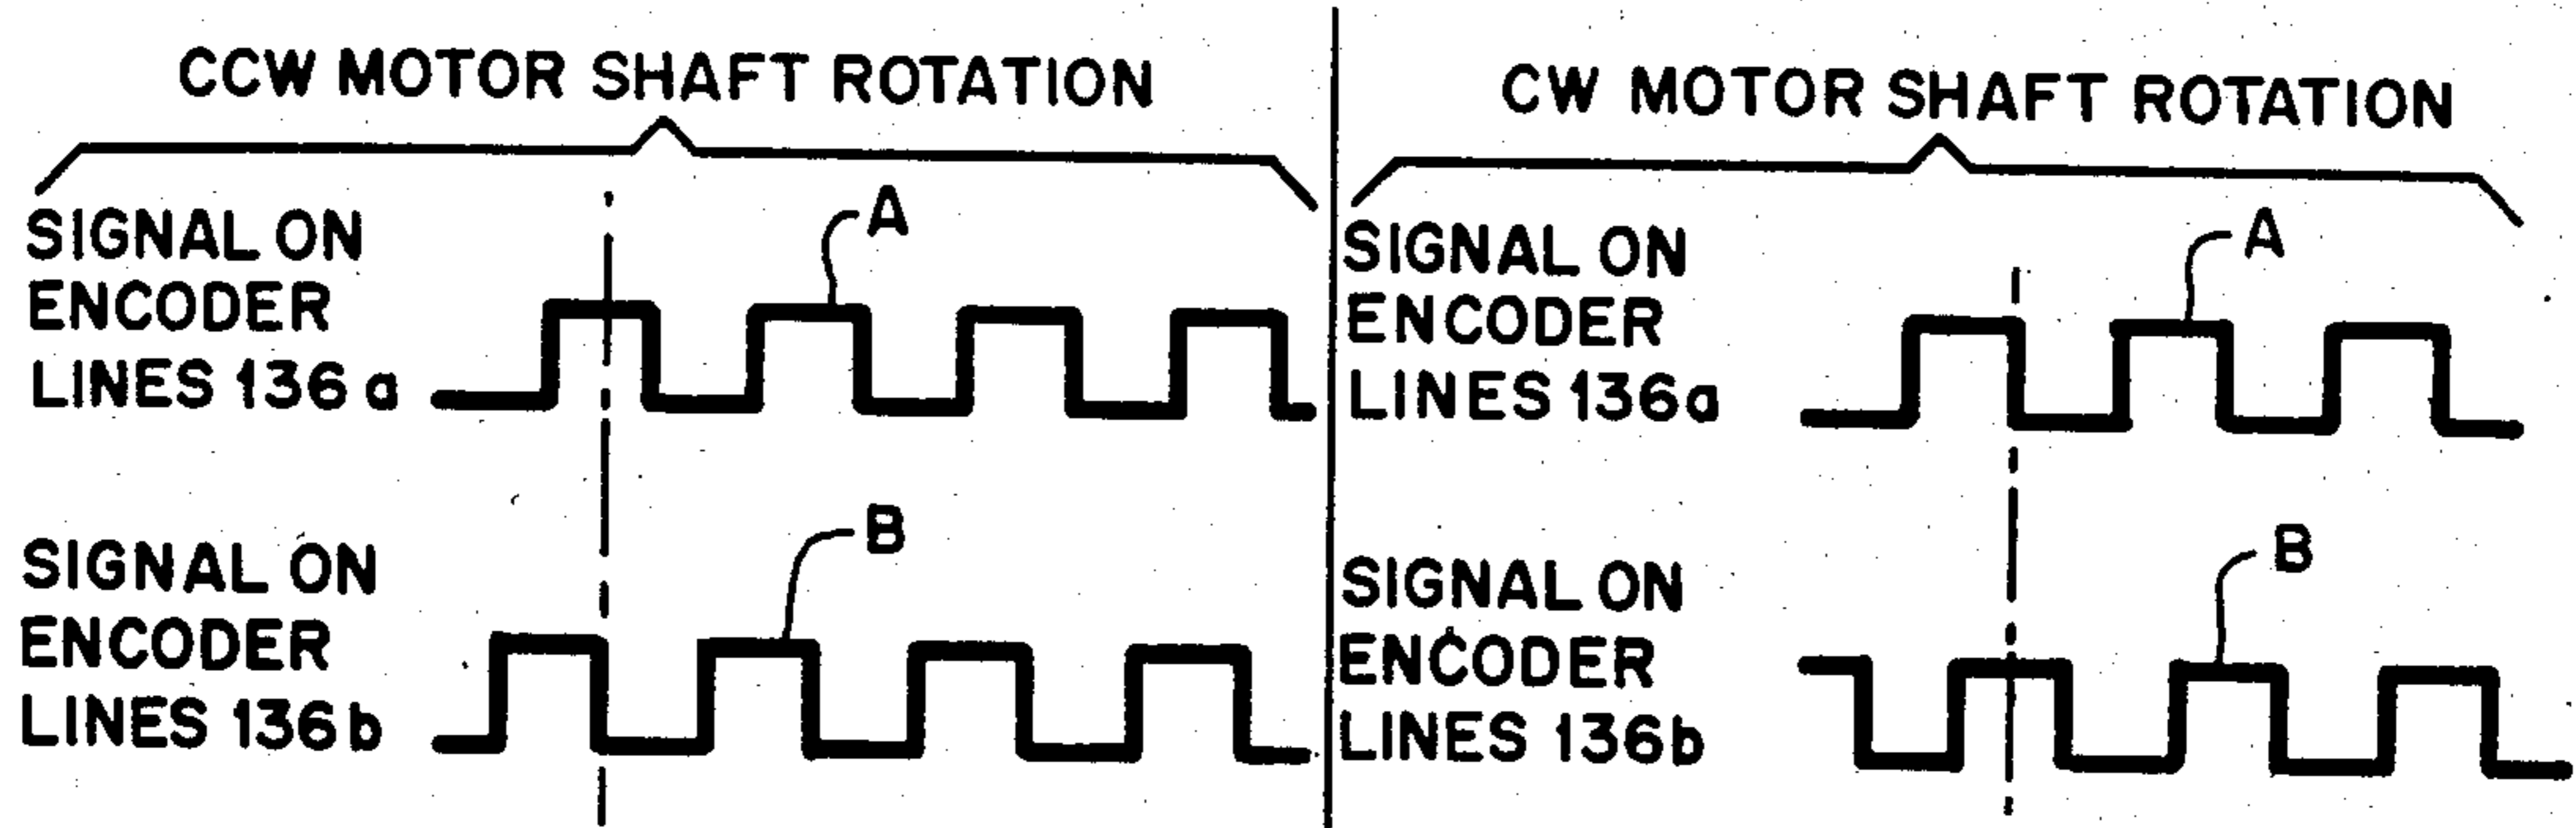 CCW MOTOR SHAFT ROTATION
SIGNAL ON
ENCODER
LINES 136a
A
SIGNAL ON
ENCODER
LINES 136b
B
CW MOTOR SHAFT ROTATION
SIGNAL ON
ENCODER
LINES 136a
A
SIGNAL ON
ENCODER
LINES 136b
B